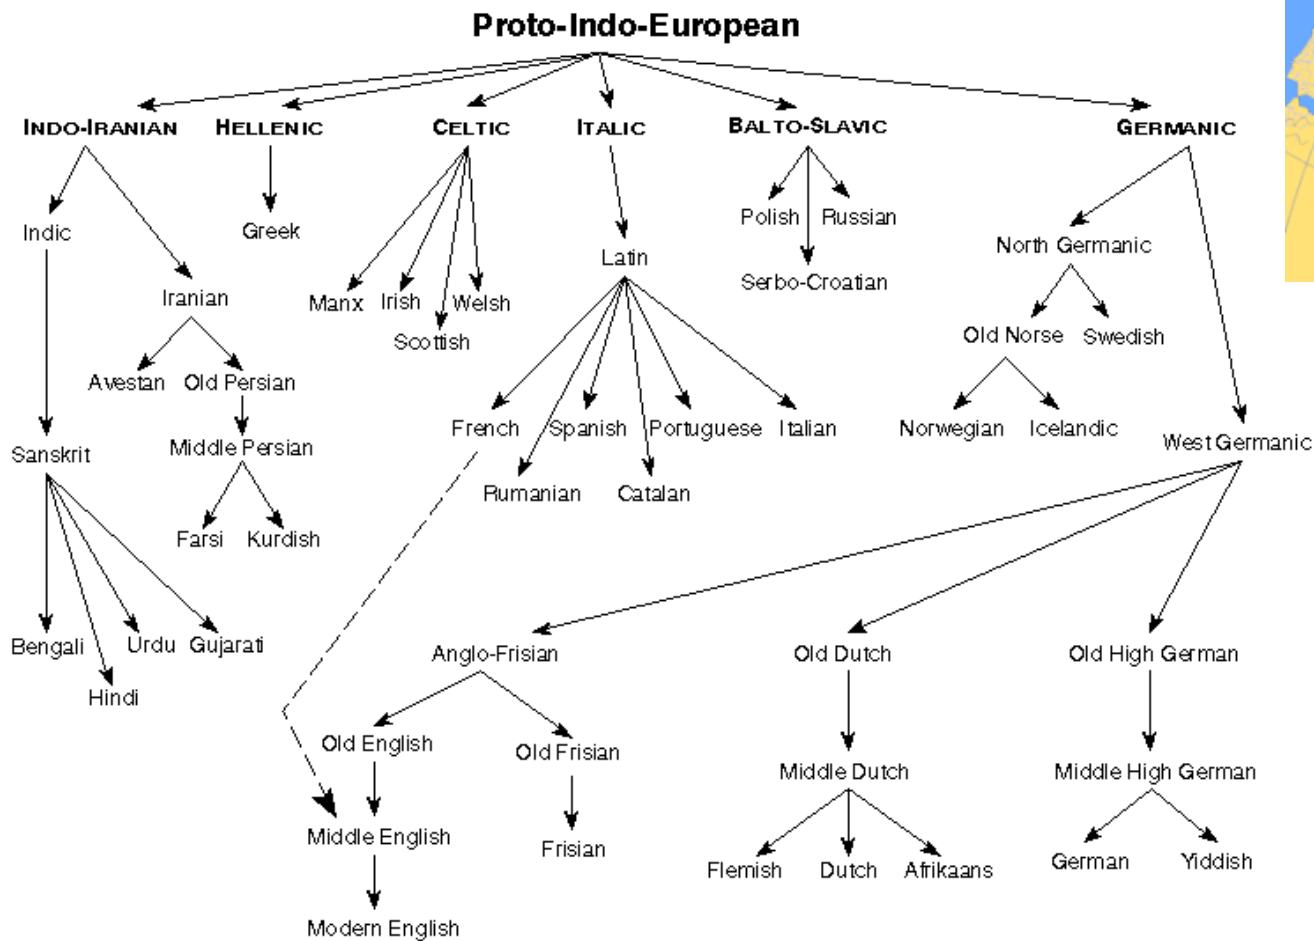 Proto-Indo-European
INDO-IRANIAN HELLENIC CELTIC ITALIC BALTO-SLAVIC GERMANIC
Polish Russian
Indic Greek North Germanic
Latin
Serbo-Croatian
Iranian Manx Irish Welsh
Scottish Old Norse Swedish
Avestan Old Persian
French Spanish Portuguese Italian Norwegian Icelandic
Sanskrit Middle Persian West Germanic
Rumanian Catalan
Farsi Kurdish
Bengali Urdu Gujarati Anglo-Frisian Old Dutch Old High German
Hindi
Old English Old Frisian
Middle Dutch Middle High German
Middle English Frisian
Flemish Dutch Afrikaans German Yiddish
Modern English